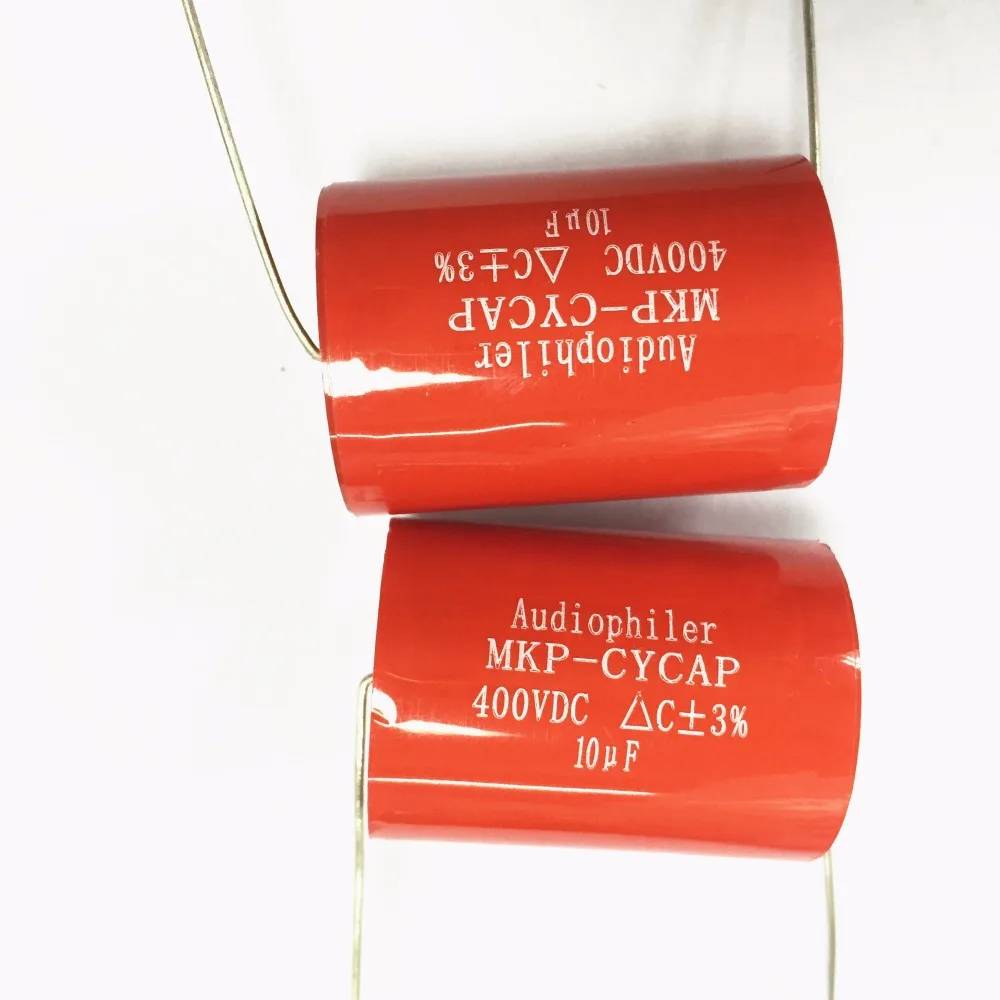 10μF
400VDC △C±3%
MKP-CYCAP
Audiophiler
Audiophiler
MKP-CYCAP
400VDC △C±3%
10μF